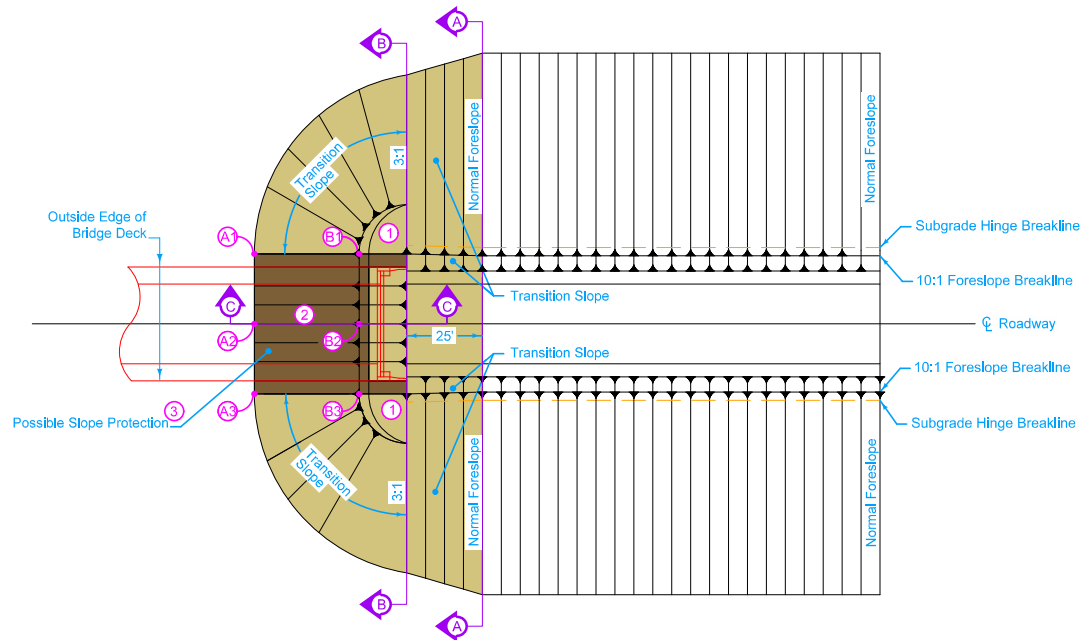 A
B
Normal Foreslope
Normal Foreslope
Transition
Slope
3:1
Outside Edge of
Bridge Deck
A1
B1
1
Subgrade Hinge Breakline
10:1 Foreslope Breakline
Transition Slope
C
2
C
℄ Roadway
A2
B2
25'
Transition Slope
10:1 Foreslope Breakline
3
A3
B3
1
Possible Slope Protection
Subgrade Hinge Breakline
Transition
Slope
3:1
Normal Foreslope
Normal Foreslope
B
A